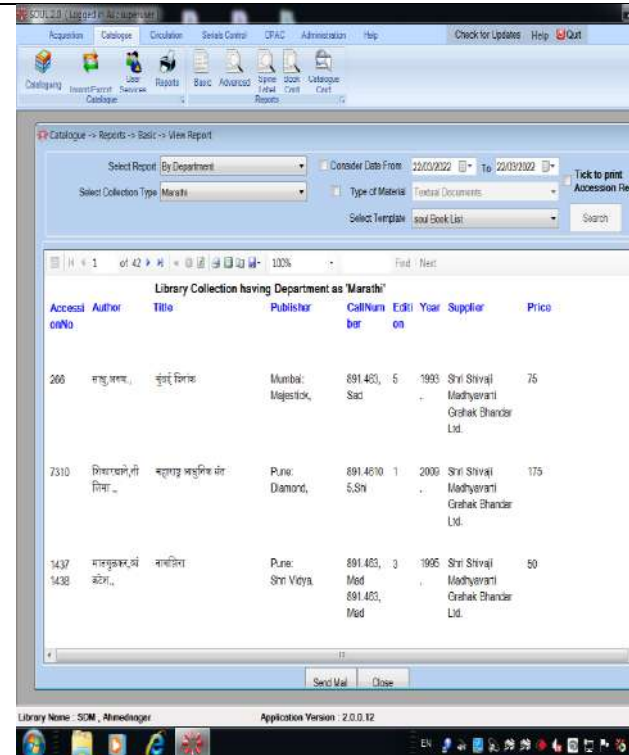 SOUL 2.0 ( Logged in As : superuser
Acquisition Catalogue Circulation Serials Control OPAC Administration Help Check for Updates Help Quit
Cataloguing Import/Export User Services Reports Basic Advanced Spine Label Book Card Catalogue Card
Catalogue Reports
Catalogue -> Reports -> Basic -> View Report
Select Report By Department Consider Date From 22/03/2022 To 22/03/2022 Tick to print
Select Collection Type Marathi Type of Material Textual Documents Accession Re
Select Template soul Book List Search
1 of 42 100% Find Next
Library Collection having Department as 'Marathi'
Accessi Author Title Publisher CallNum Editi Year Supplier Price
onNo ber on
266 Mumbai: 891.463, 5 1993 Shri Shivaji 75
Majestick, Sad . Madhyavarti
Grahak Bhandar
Ltd.
7310 Pune: 891.4610 1 2009 Shri Shivaji 175
Diamond, 5,Shi . Madhyavarti
Grahak Bhandar
Ltd.
1437 Pune: 891.463, 3 1995 Shri Shivaji 50
1438 Shri Vidya, Mad . Madhyavarti
891.463, Grahak Bhandar
Mad Ltd.
Send Mail Close
Library Name : SDM , Ahmednager Application Version : 2.0.0.12
EN